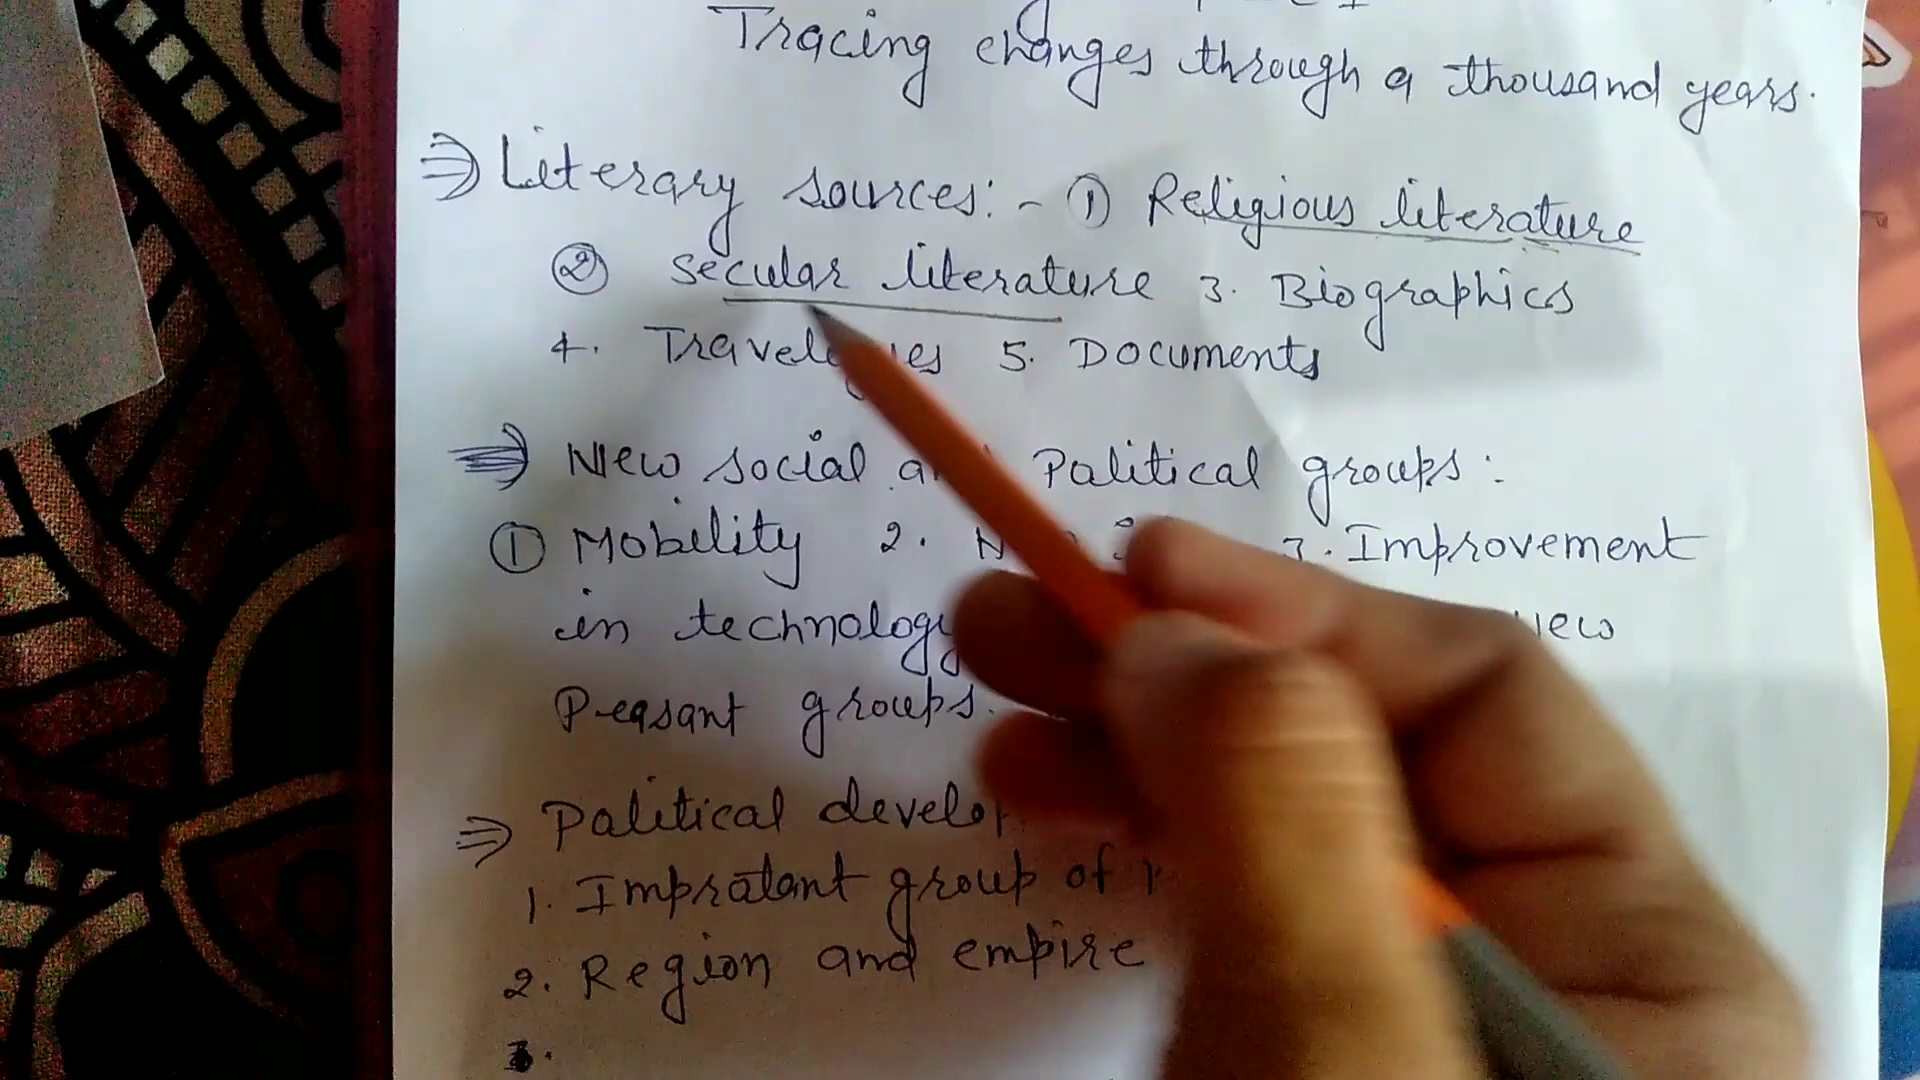 Tracing changes through a thousand years.
⇒ Literary sources:- ① Religious literature
② Secular literature 3. Biographics
4. 5. Documents
⇒ New social Palitical groups:
① Mobility 2. 3. Improvement
in technology
Peasant groups.
⇒ Palitical
1. Impratant group of
2. Region and empire
3.